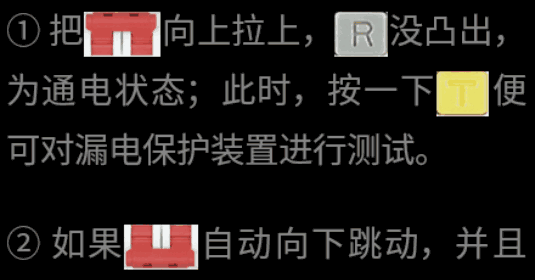 ① 把向上拉上，R没凸出，
为通电状态；此时，按一下T便
可对漏电保护装置进行测试。
② 如果自动向下跳动，并且